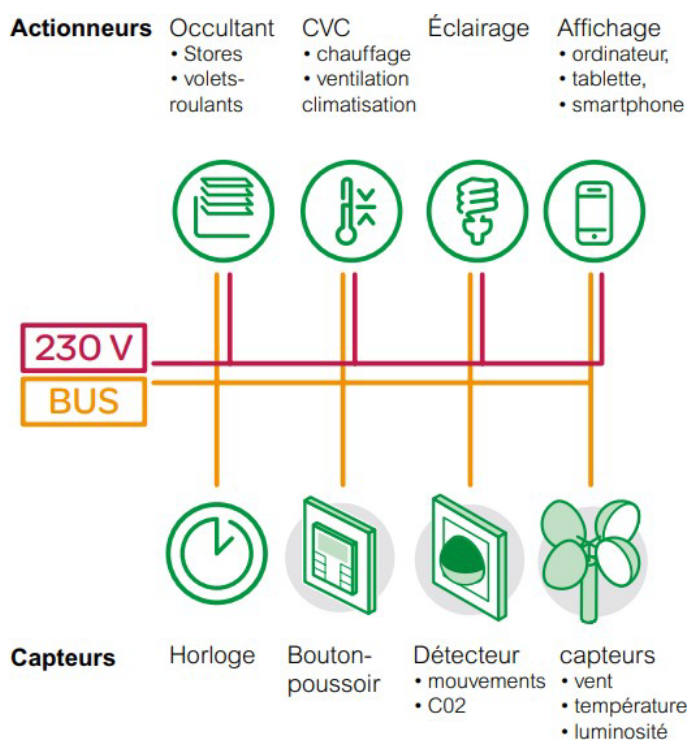 Actionneurs
Occultant
• Stores
• volets-
roulants
CVC
• chauffage
• ventilation
climatisation
Éclairage
Affichage
• ordinateur,
• tablette,
• smartphone
230 V
BUS
Capteurs
Horloge
Bouton-
poussoir
Détecteur
• mouvements
• C02
capteurs
• vent
• température
• luminosité